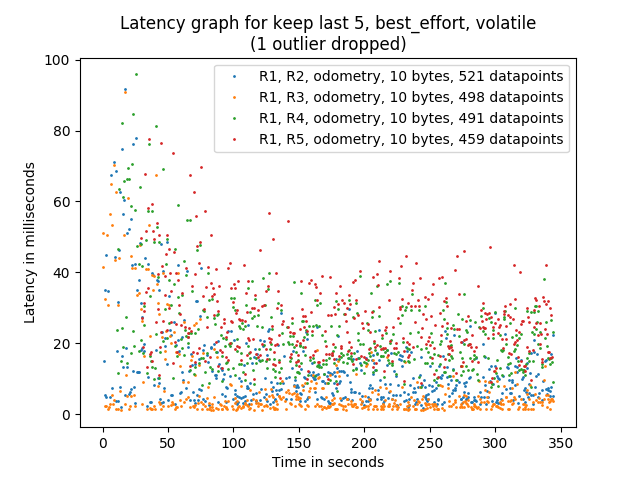 Latency graph for keep last 5, best_effort, volatile
(1 outlier dropped)
R1, R2, odometry, 10 bytes, 521 datapoints
R1, R3, odometry, 10 bytes, 498 datapoints
R1, R4, odometry, 10 bytes, 491 datapoints
R1, R5, odometry, 10 bytes, 459 datapoints
Latency in milliseconds
100
80
60
40
20
0
0 50 100 150 200 250 300 350
Time in seconds